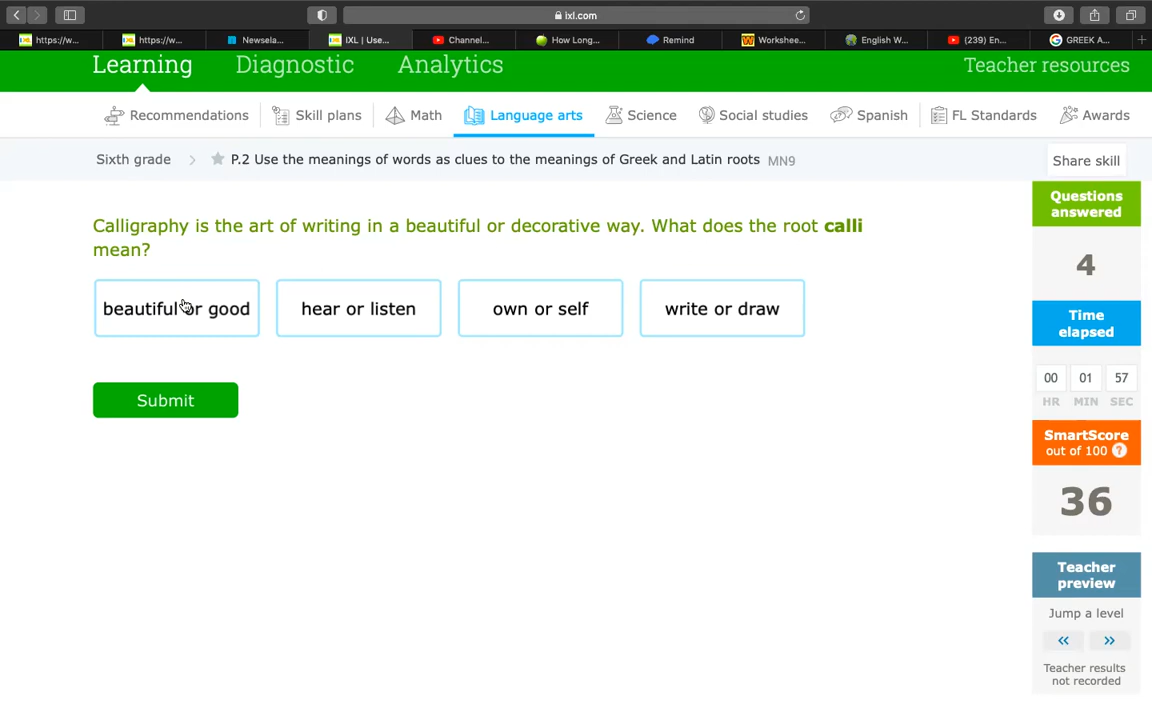 ixl.com
https://w...
https://w...
Newsela...
IXL | Use...
Channel...
How Long...
Remind
Workshee...
English W...
(239) En...
GREEK A...
Learning
Diagnostic
Analytics
Teacher resources
Recommendations
Skill plans
Math
Language arts
Science
Social studies
Spanish
FL Standards
Awards
Sixth grade > P.2 Use the meanings of words as clues to the meanings of Greek and Latin roots MN9
Share skill
Calligraphy is the art of writing in a beautiful or decorative way. What does the root calli
mean?
beautiful or good
hear or listen
own or self
write or draw
Submit
Questions
answered
4
Time
elapsed
00 01 57
HR MIN SEC
SmartScore
out of 100 ?
36
Teacher
preview
Jump a level
Teacher results
not recorded